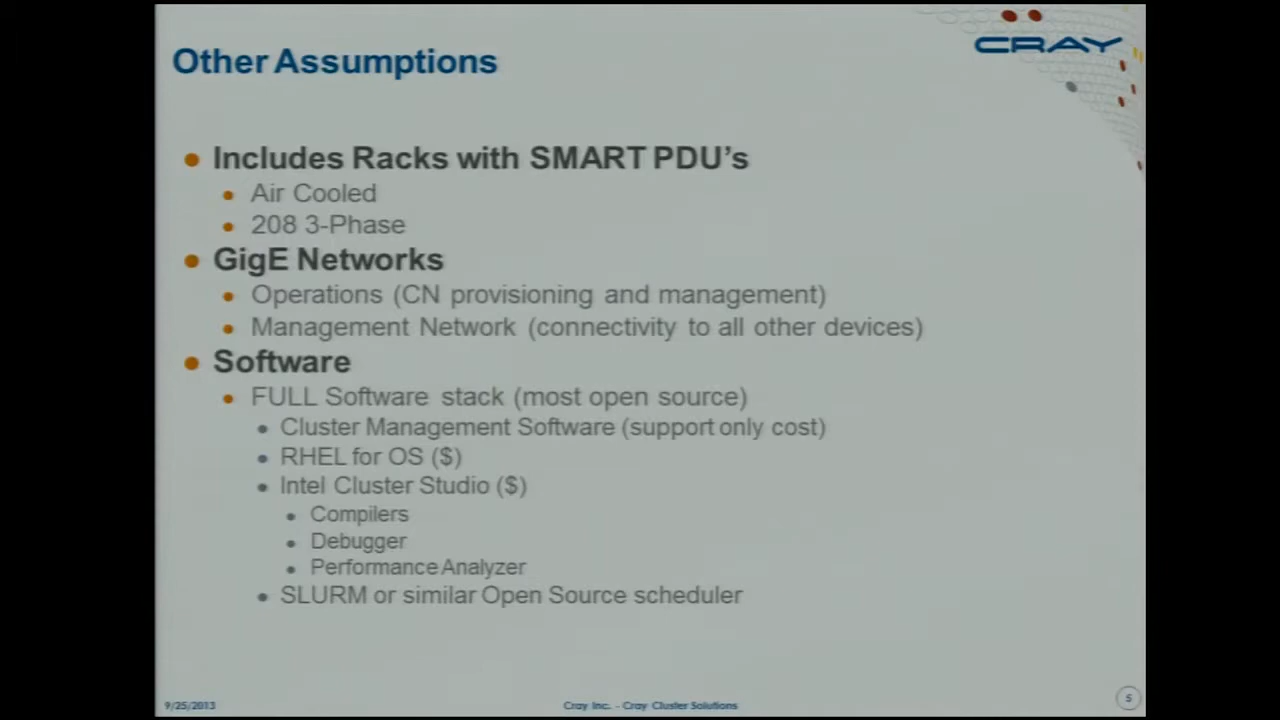 CRAY
Other Assumptions
Includes Racks with SMART PDU's
Air Cooled
208 3-Phase
GigE Networks
Operations (CN provisioning and management)
Management Network (connectivity to all other devices)
Software
FULL Software stack (most open source)
Cluster Management Software (support only cost)
RHEL for OS ($)
Intel Cluster Studio ($)
Compilers
Debugger
Performance Analyzer
SLURM or similar Open Source scheduler
9/25/2013
Cray Inc. - Cray Cluster Solutions
5